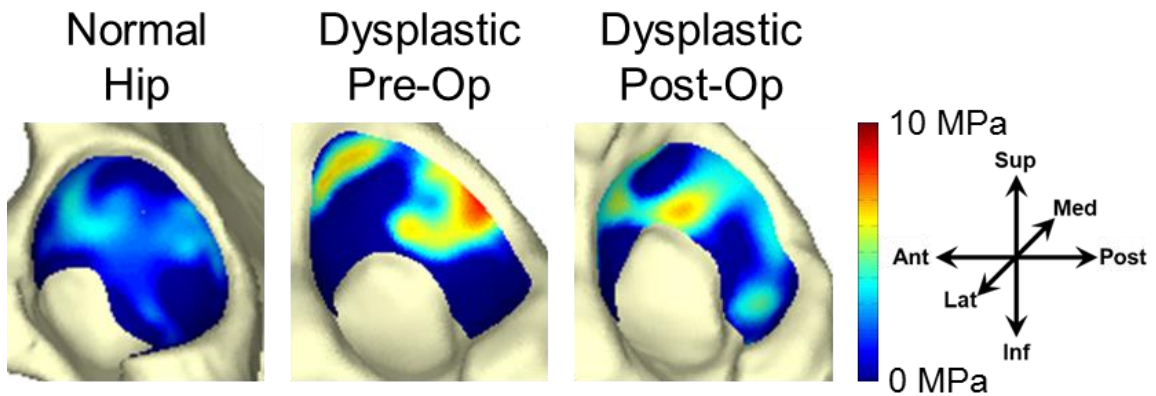 Normal
Hip
Dysplastic
Pre-Op
Dysplastic
Post-Op
10 MPa
0 MPa
Sup
Med
Ant
Post
Lat
Inf